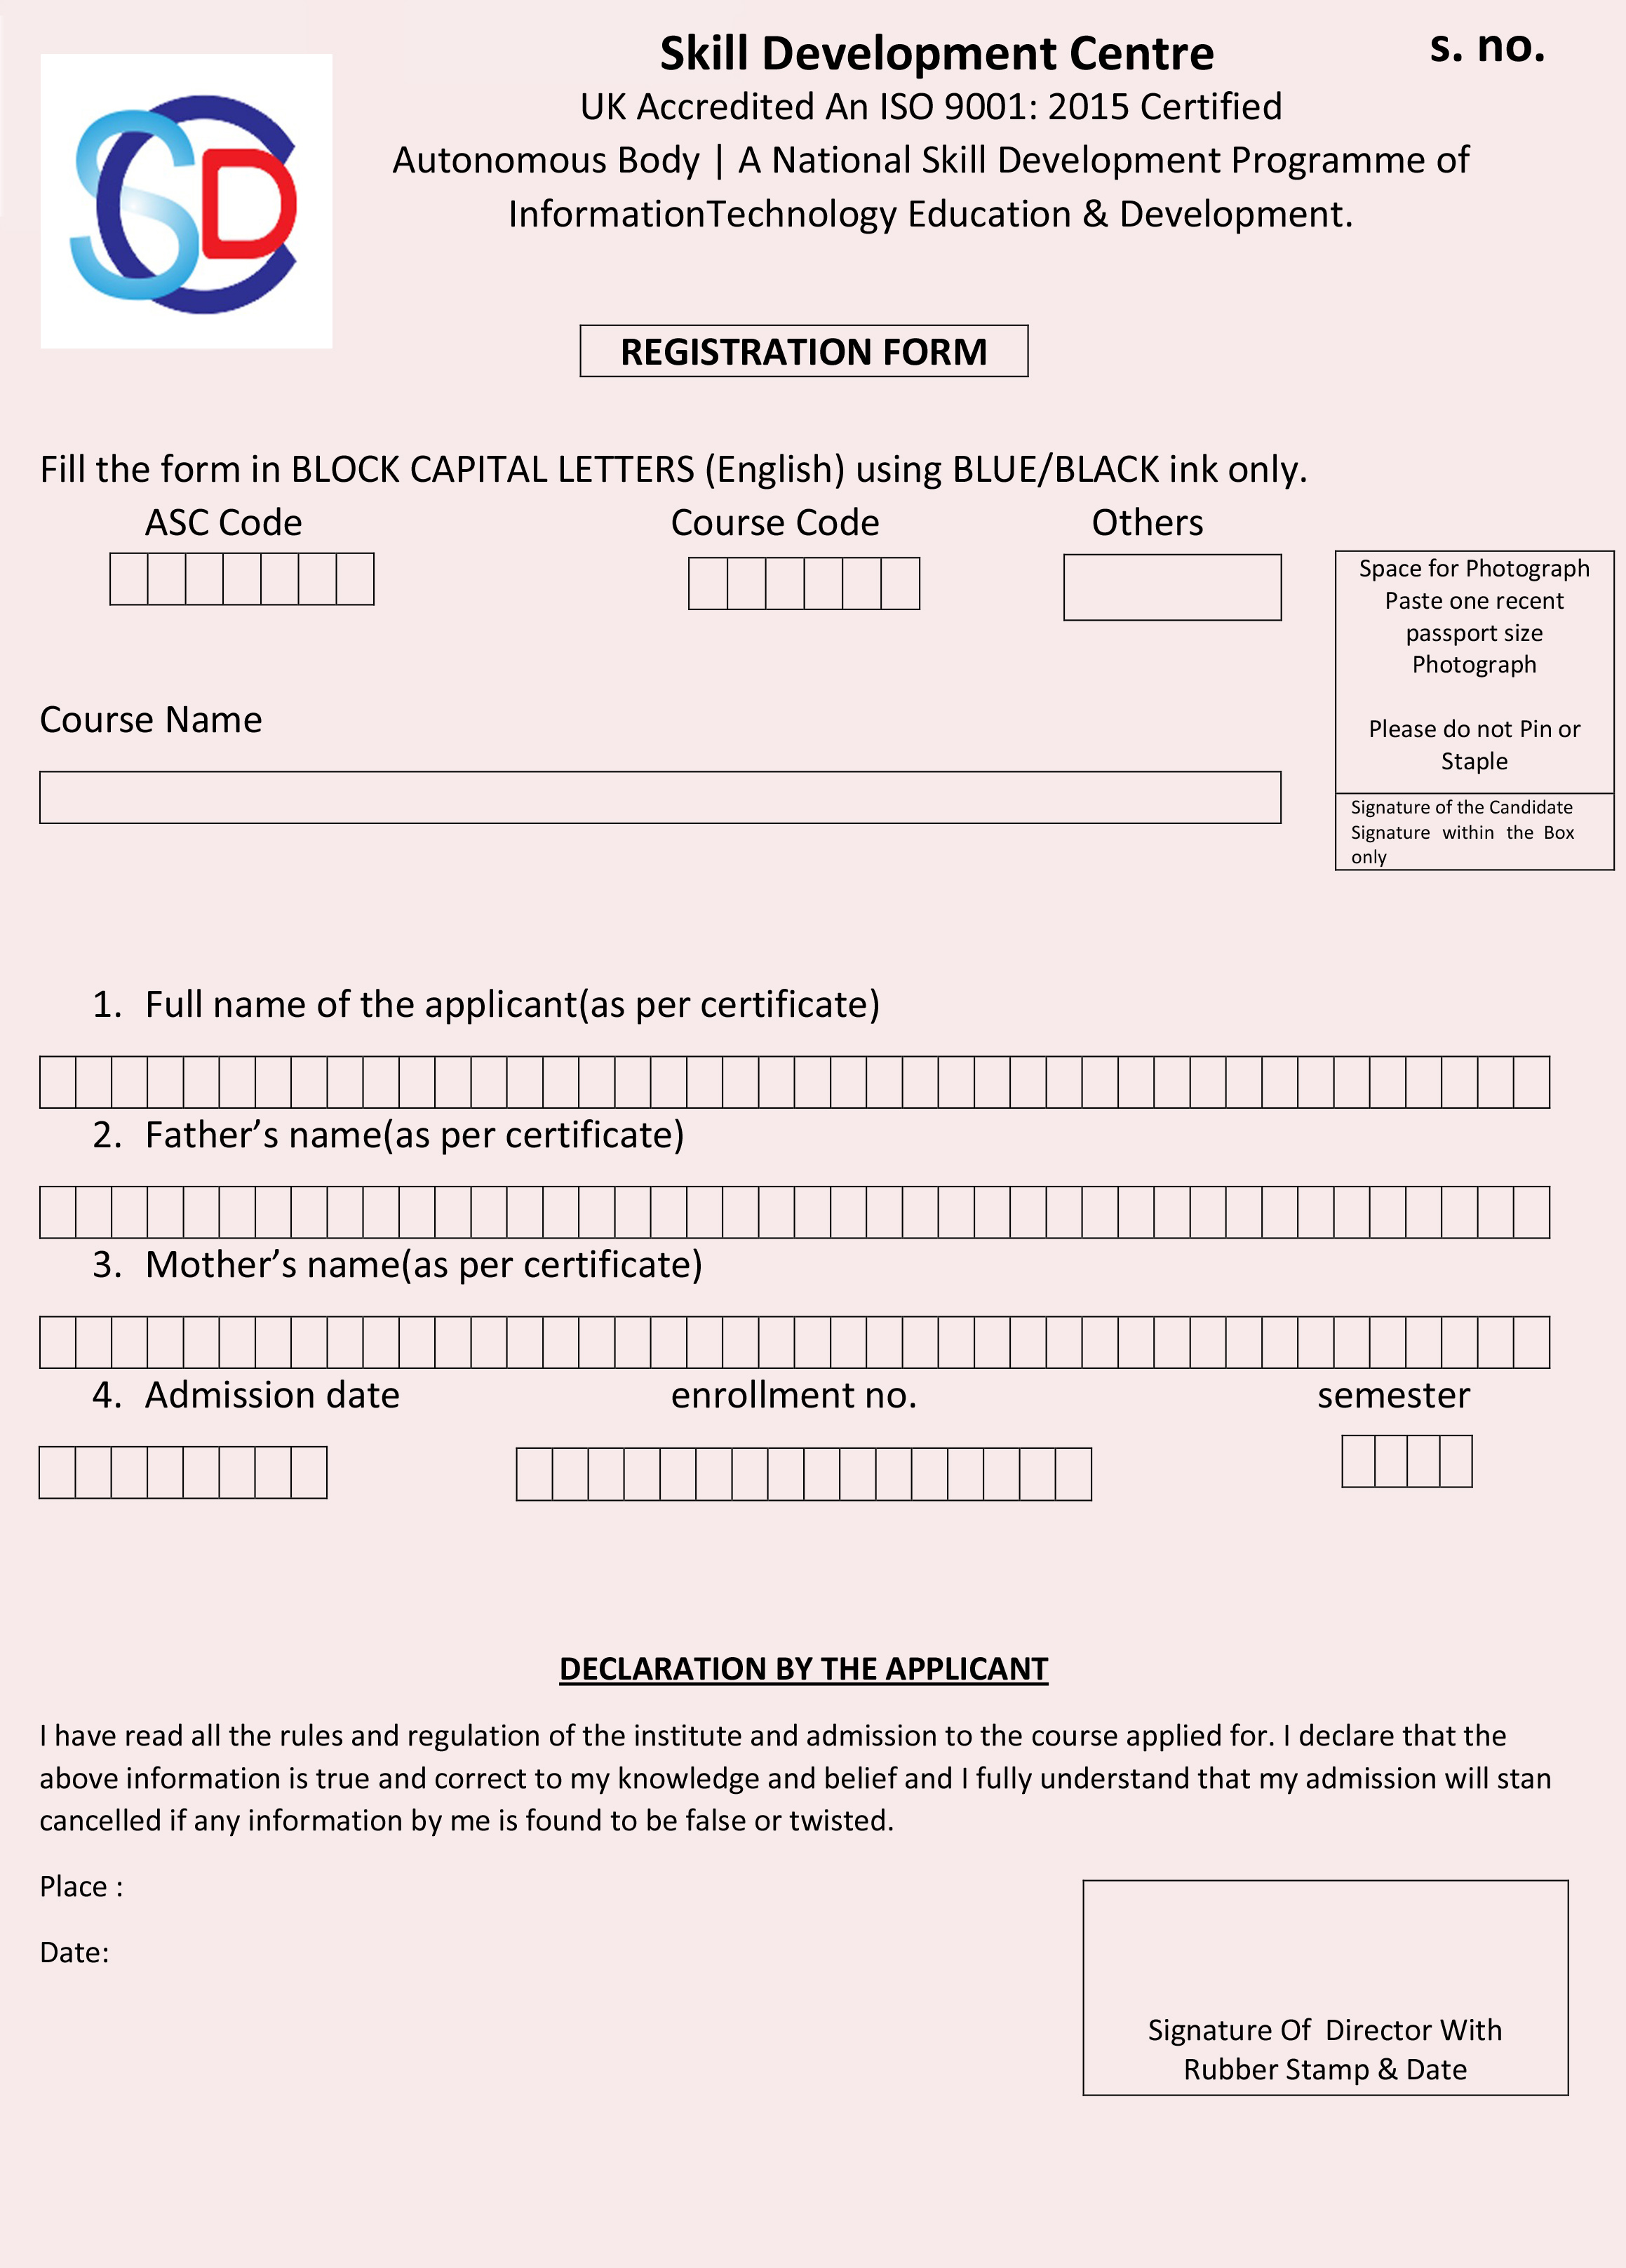 SCD
Skill Development Centre
s. no.
UK Accredited An ISO 9001: 2015 Certified
Autonomous Body | A National Skill Development Programme of
InformationTechnology Education & Development.
REGISTRATION FORM
Fill the form in BLOCK CAPITAL LETTERS (English) using BLUE/BLACK ink only.
ASC Code
Course Code
Others
Space for Photograph
Paste one recent
passport size
Photograph
Please do not Pin or
Staple
Signature of the Candidate
Signature within the Box
only
Course Name
1. Full name of the applicant(as per certificate)
2. Father’s name(as per certificate)
3. Mother’s name(as per certificate)
4. Admission date
enrollment no.
semester
DECLARATION BY THE APPLICANT
I have read all the rules and regulation of the institute and admission to the course applied for. I declare that the
above information is true and correct to my knowledge and belief and I fully understand that my admission will stan
cancelled if any information by me is found to be false or twisted.
Place :
Date:
Signature Of Director With
Rubber Stamp & Date